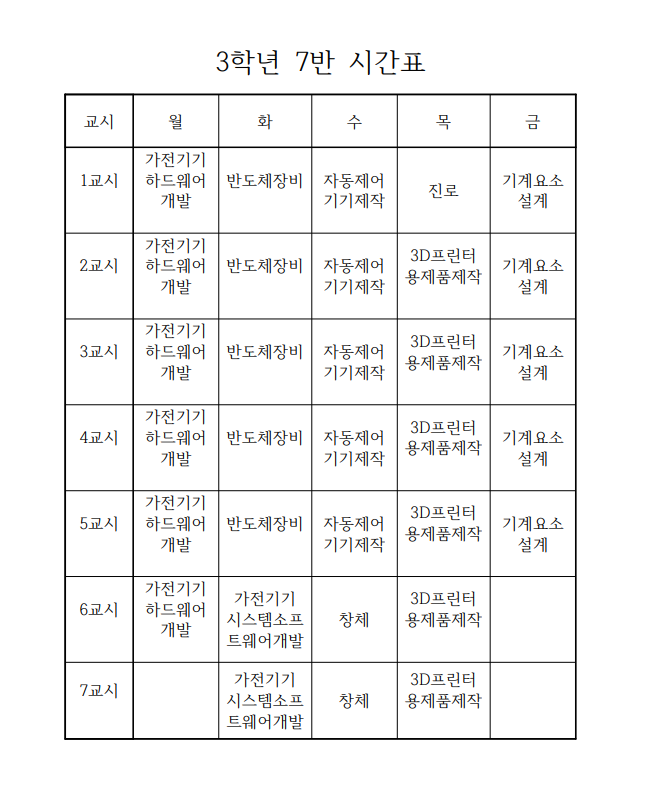 3학년 7반 시간표
교시 월 화 수 목 금
1교시
가전기기
하드웨어
개발
반도체장비
자동제어
기기제작
진로
기계요소
설계
2교시
가전기기
하드웨어
개발
반도체장비
자동제어
기기제작
3D프린터
용제품제작
기계요소
설계
3교시
가전기기
하드웨어
개발
반도체장비
자동제어
기기제작
3D프린터
용제품제작
기계요소
설계
4교시
가전기기
하드웨어
개발
반도체장비
자동제어
기기제작
3D프린터
용제품제작
기계요소
설계
5교시
가전기기
하드웨어
개발
반도체장비
자동제어
기기제작
3D프린터
용제품제작
기계요소
설계
6교시
가전기기
하드웨어
개발
가전기기
시스템소프
트웨어개발
창체
3D프린터
용제품제작
7교시
가전기기
시스템소프
트웨어개발
창체
3D프린터
용제품제작